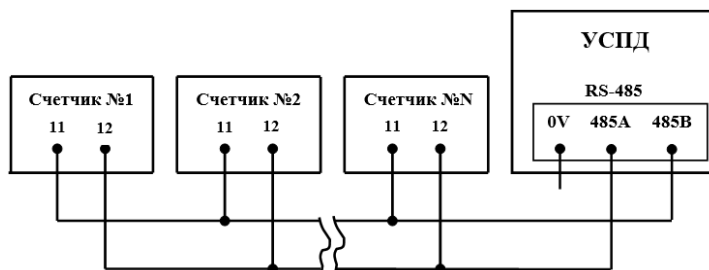 УСПД
RS-485
0V 485A 485B
Счетчик №1
11 12
Счетчик №2
11 12
Счетчик №N
11 12